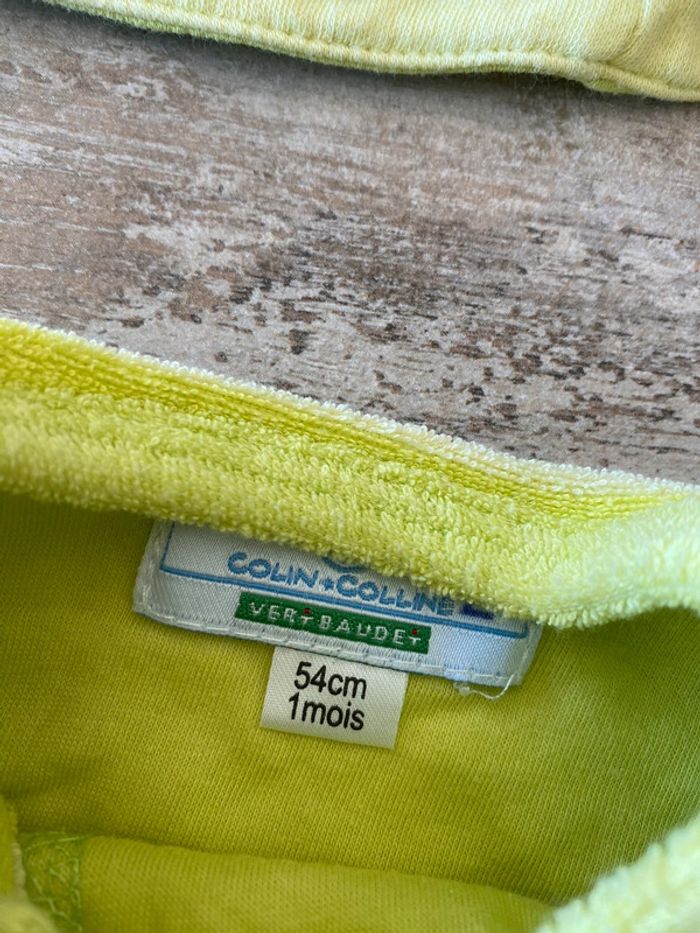 COLIN COLLINE
VERTBAUDET
54cm
1mois